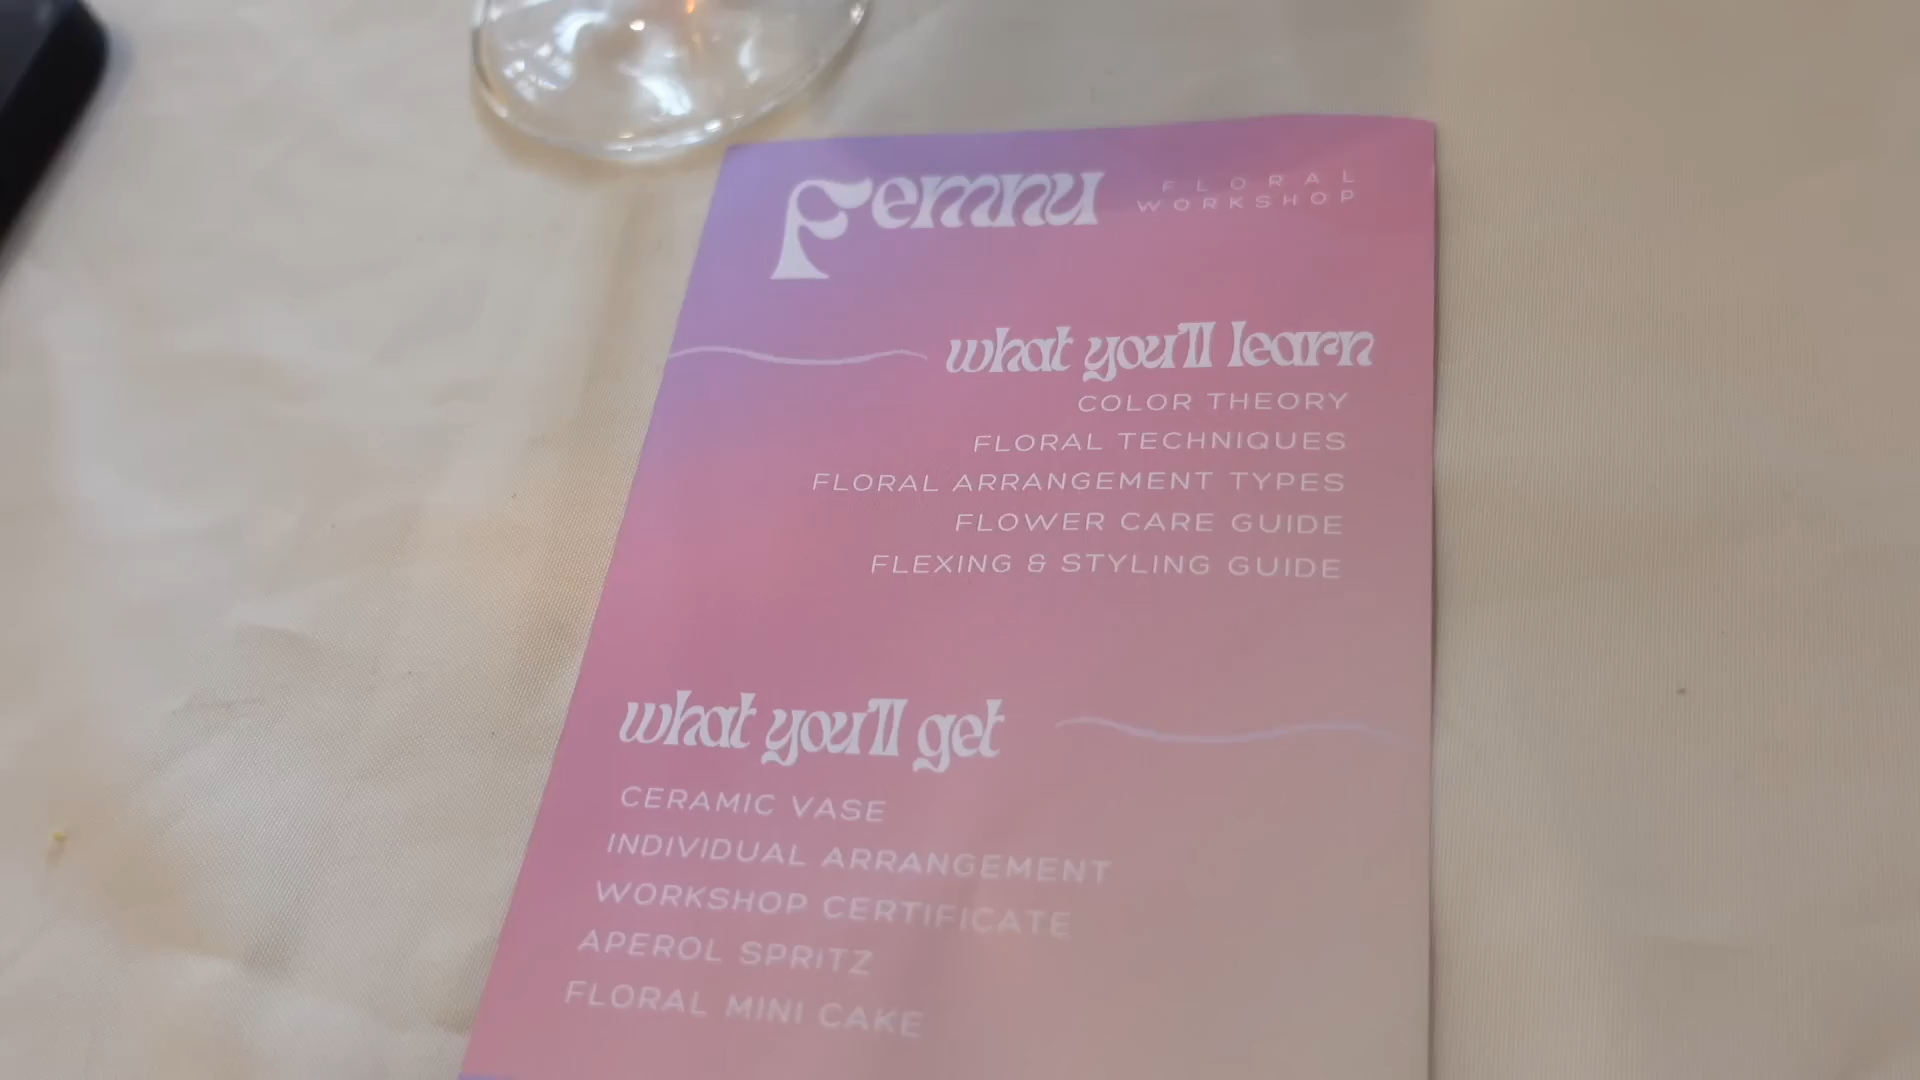 Femnu
FLORAL
WORKSHOP
what you'll learn
COLOR THEORY
FLORAL TECHNIQUES
FLORAL ARRANGEMENT TYPES
FLOWER CARE GUIDE
FLEXING & STYLING GUIDE
what you'll get
CERAMIC VASE
INDIVIDUAL ARRANGEMENT
WORKSHOP CERTIFICATE
APEROL SPRITZ
FLORAL MINI CAKE